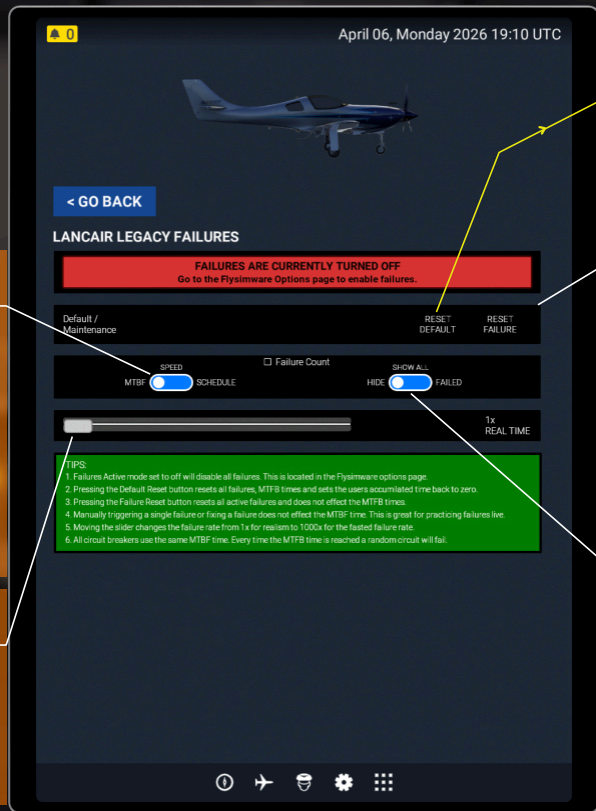 0
April 06, Monday 2026 19:10 UTC
< GO BACK
LANCAIR LEGACY FAILURES
FAILURES ARE CURRENTLY TURNED OFF
Go to the Flysimware Options page to enable failures.
Default /
Maintenance
RESET
DEFAULT
RESET
FAILURE
Failure Count
SPEED
MTBF
SCHEDULE
SHOW ALL
HIDE
FAILED
1x
REAL TIME
TIPS:
1. Failures Active mode set to off will disable all failures. This is located in the Flysimware options page.
2. Pressing the Default Reset button resets all failures, MTFB times and sets the users accumlated time back to zero.
3. Pressing the Failure Reset button resets all active failures and does not effect the MTFB times.
4. Manually triggering a single failure or fixing a failure does not effect the MTBF time. This is great for practicing failures live.
5. Moving the slider changes the failure rate from 1x for realsm to 1000x for the fasted failure rate.
6. All circuit breakers use the same MTBF time. Every time the MTFB time is reached a random circuit will fail.